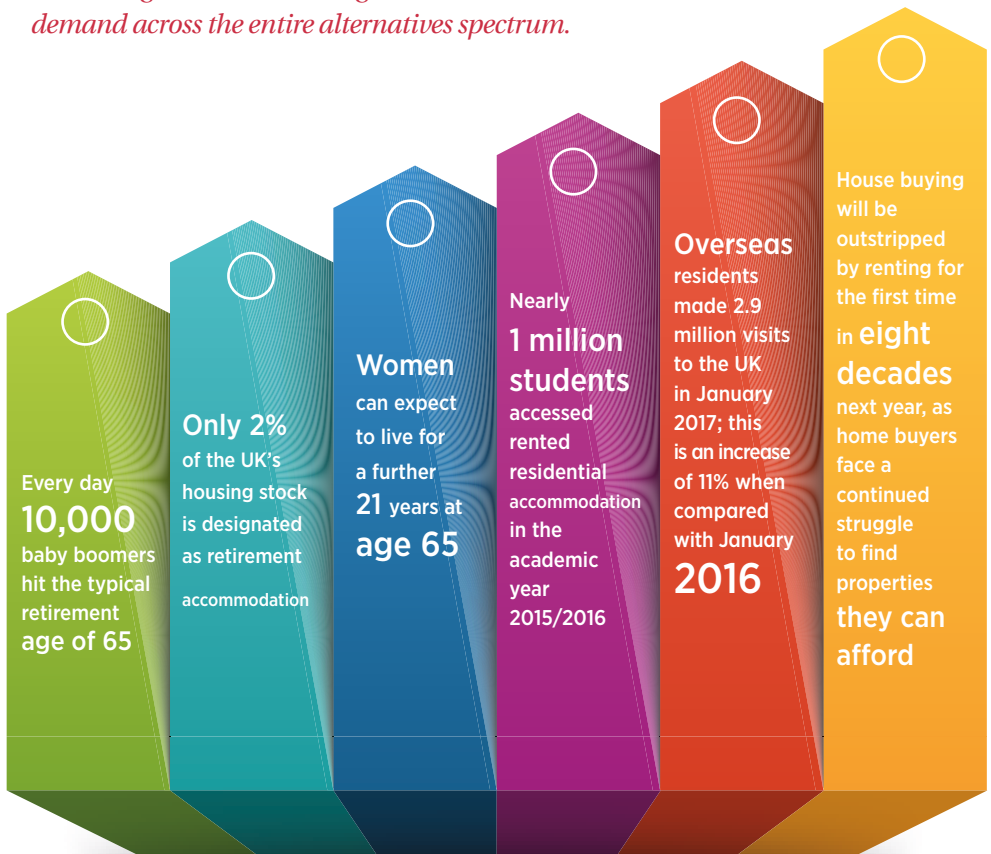 demand across the entire alternatives spectrum.
Every day
10,000
baby boomers
hit the typical
retirement
age of 65
Only 2%
of the UK's
housing stock
is designated
as retirement
accommodation
Women
can expect
to live for
a further
21 years at
age 65
Nearly
1 million
students
accessed
rented
residential
accommodation
in the
academic
year
2015/2016
Overseas
residents
made 2.9
million visits
to the UK
in January
2017; this
is an increase
of 11% when
compared
with January
2016
House buying
will be
outstripped
by renting for
the first time
in eight
decades
next year, as
home buyers
face a
continued
struggle
to find
properties
they can
afford